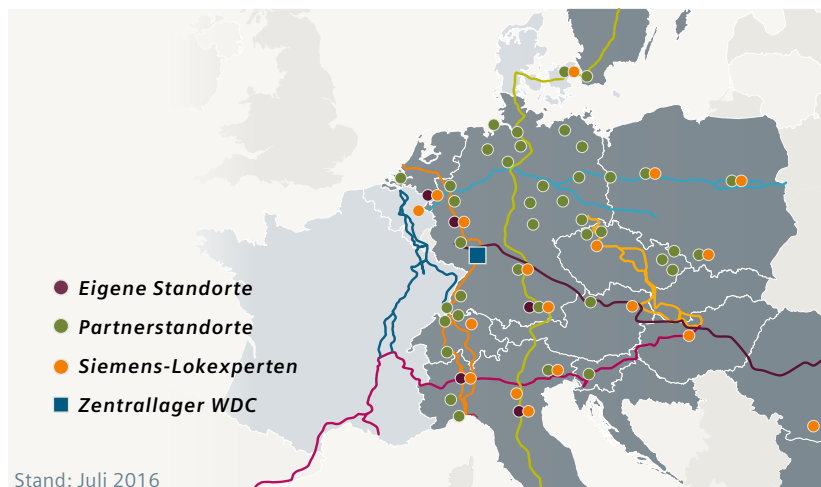 Eigene Standorte
Partnerstandorte
Siemens-Lokexperten
Zentrallager WDC
Stand: Juli 2016